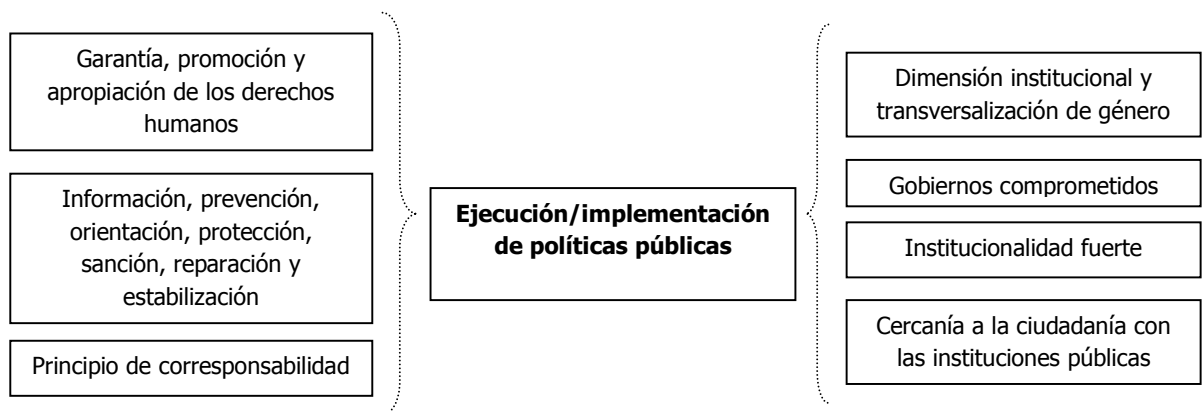 Garantía, promoción y
apropiación de los derechos
humanos
Información, prevención,
orientación, protección,
sanción, reparación y
estabilización
Principio de corresponsabilidad
Ejecución/implementación
de políticas públicas
Dimensión institucional y
transversalización de género
Gobiernos comprometidos
Institucionalidad fuerte
Cercanía a la ciudadanía con
las instituciones públicas